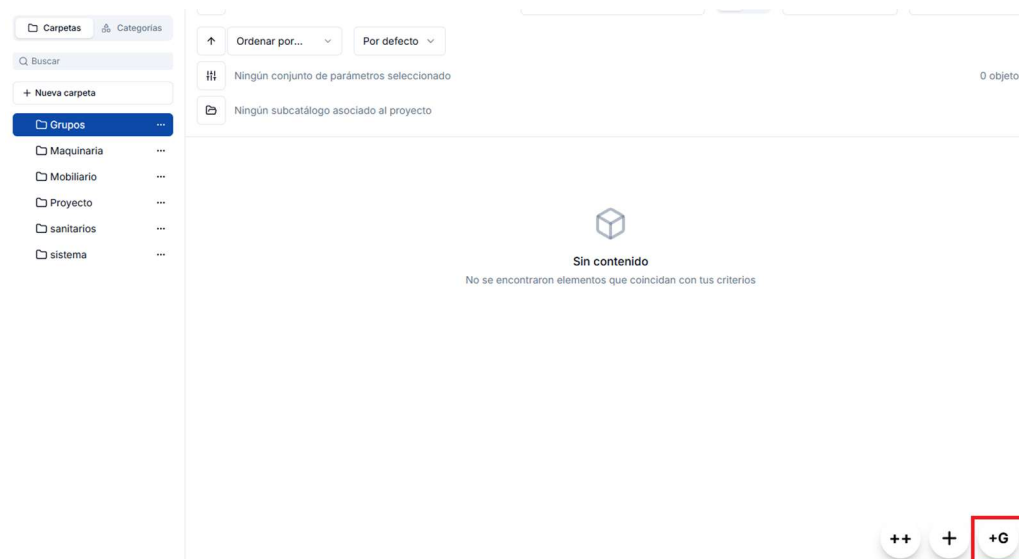 Carpetas
Categorías
Buscar
+ Nueva carpeta
Grupos
Maquinaria
Mobiliario
Proyecto
sanitarios
sistema
Ordenar por...
Por defecto
Ningún conjunto de parámetros seleccionado
0 objeto
Ningún subcatálogo asociado al proyecto
Sin contenido
No se encontraron elementos que coincidan con tus criterios
++
+
+G